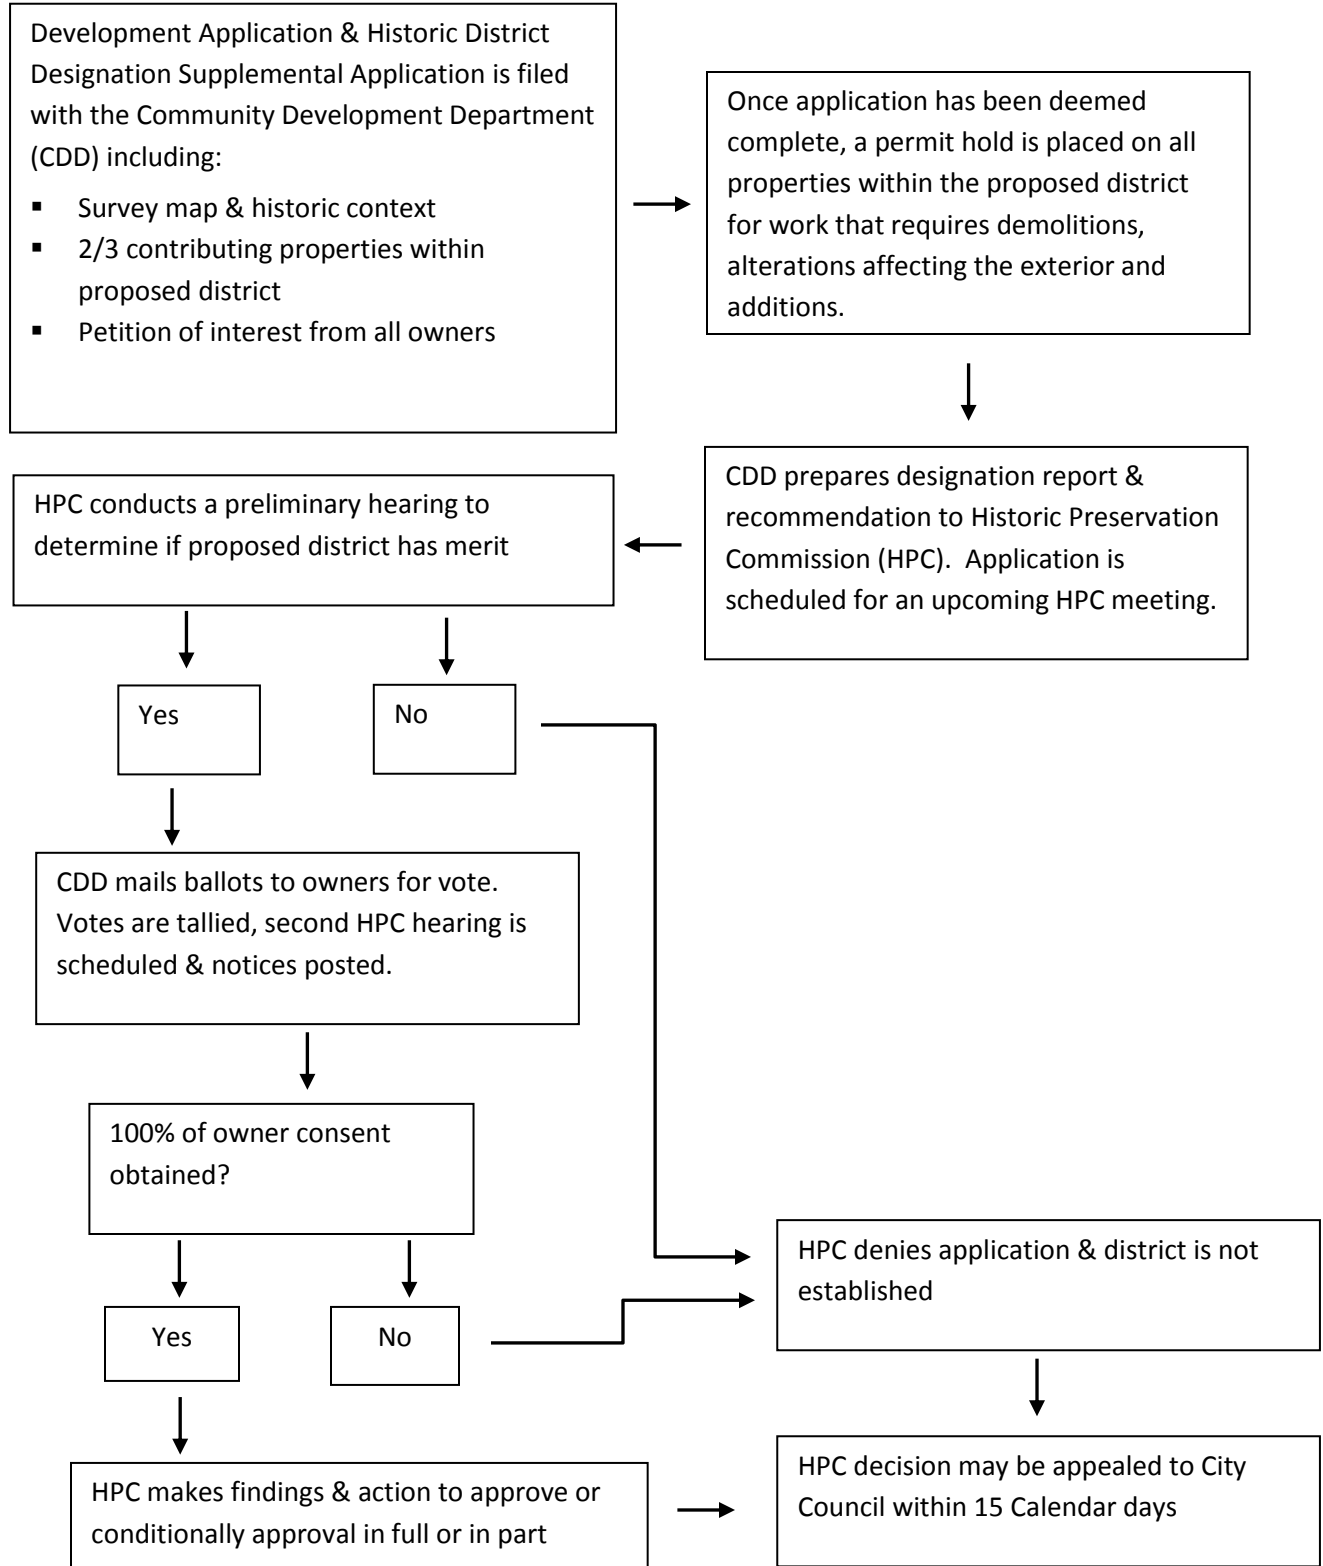 Development Application & Historic District
Designation Supplemental Application is filed
with the Community Development Department
(CDD) including:
▪ Survey map & historic context
▪ 2/3 contributing properties within
proposed district
▪ Petition of interest from all owners
Once application has been deemed
complete, a permit hold is placed on all
properties within the proposed district
for work that requires demolitions,
alterations affecting the exterior and
additions.
CDD prepares designation report &
recommendation to Historic Preservation
Commission (HPC). Application is
scheduled for an upcoming HPC meeting.
HPC conducts a preliminary hearing to
determine if proposed district has merit
Yes
No
CDD mails ballots to owners for vote.
Votes are tallied, second HPC hearing is
scheduled & notices posted.
100% of owner consent
obtained?
Yes
No
HPC denies application & district is not
established
HPC makes findings & action to approve or
conditionally approval in full or in part
HPC decision may be appealed to City
Council within 15 Calendar days